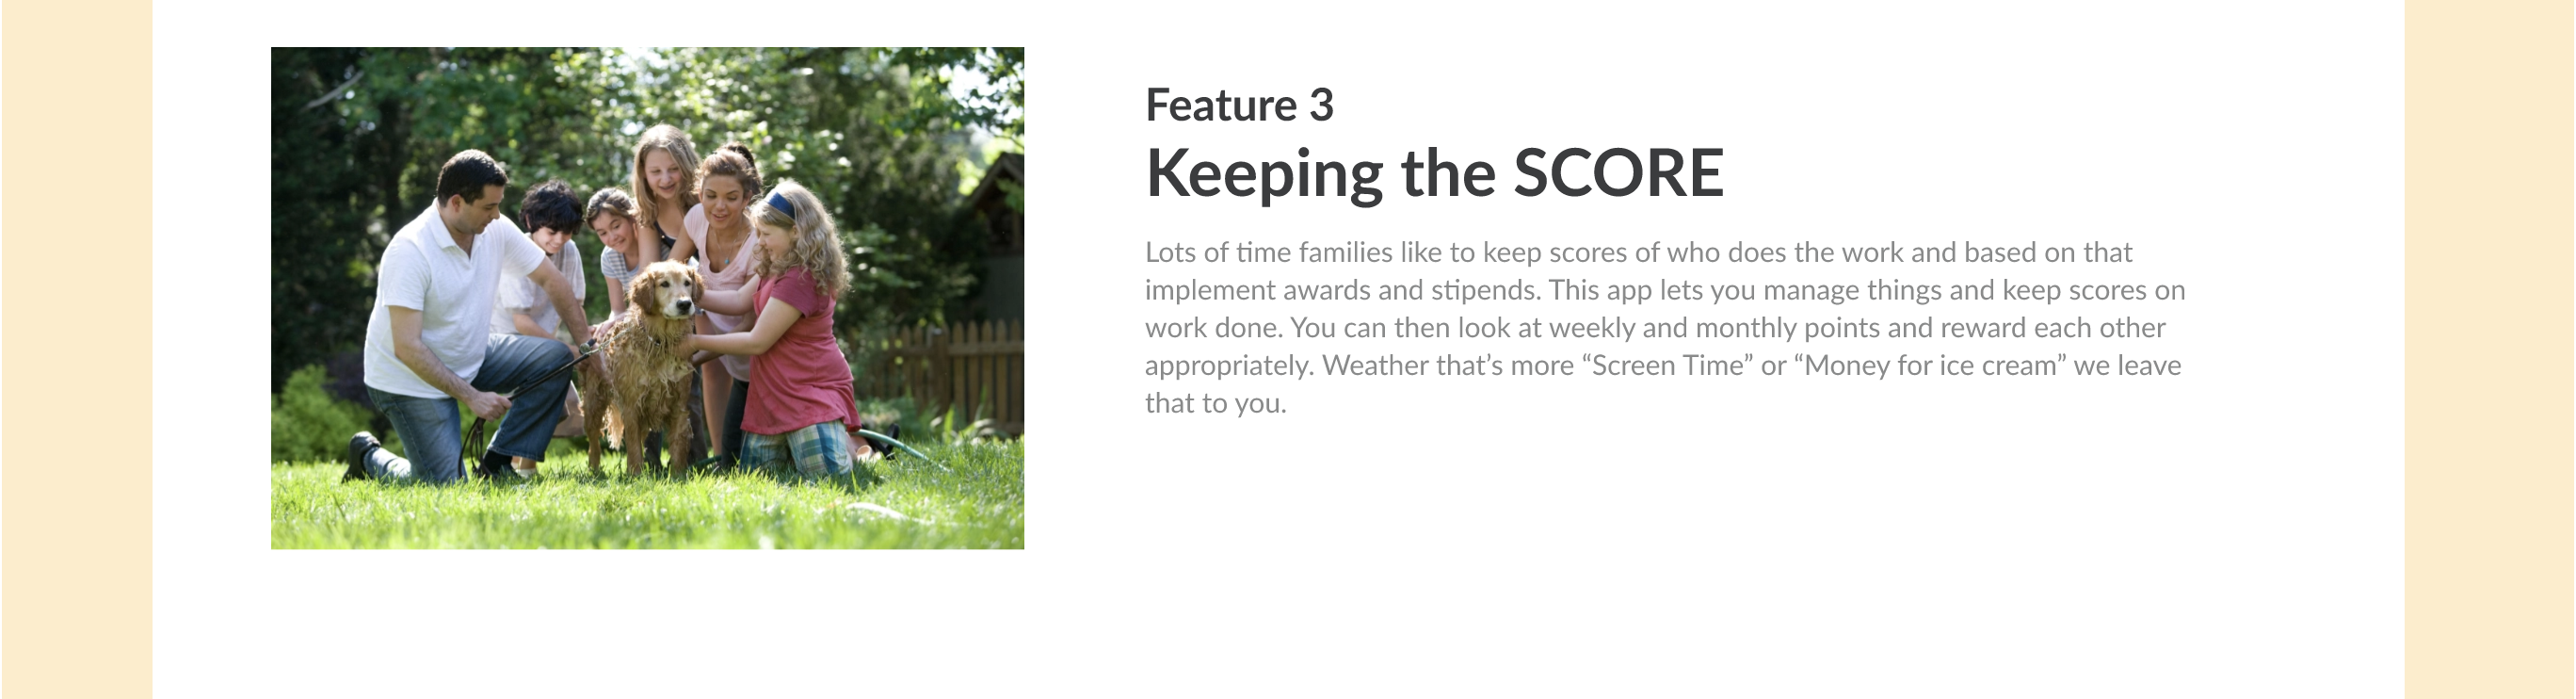 Feature 3
Keeping the SCORE
Lots of time families like to keep scores of who does the work and based on that
implement awards and stipends. This app lets you manage things and keep scores on
work done. You can then look at weekly and monthly points and reward each other
appropriately. Weather that’s more “Screen Time” or “Money for ice cream” we leave
that to you.